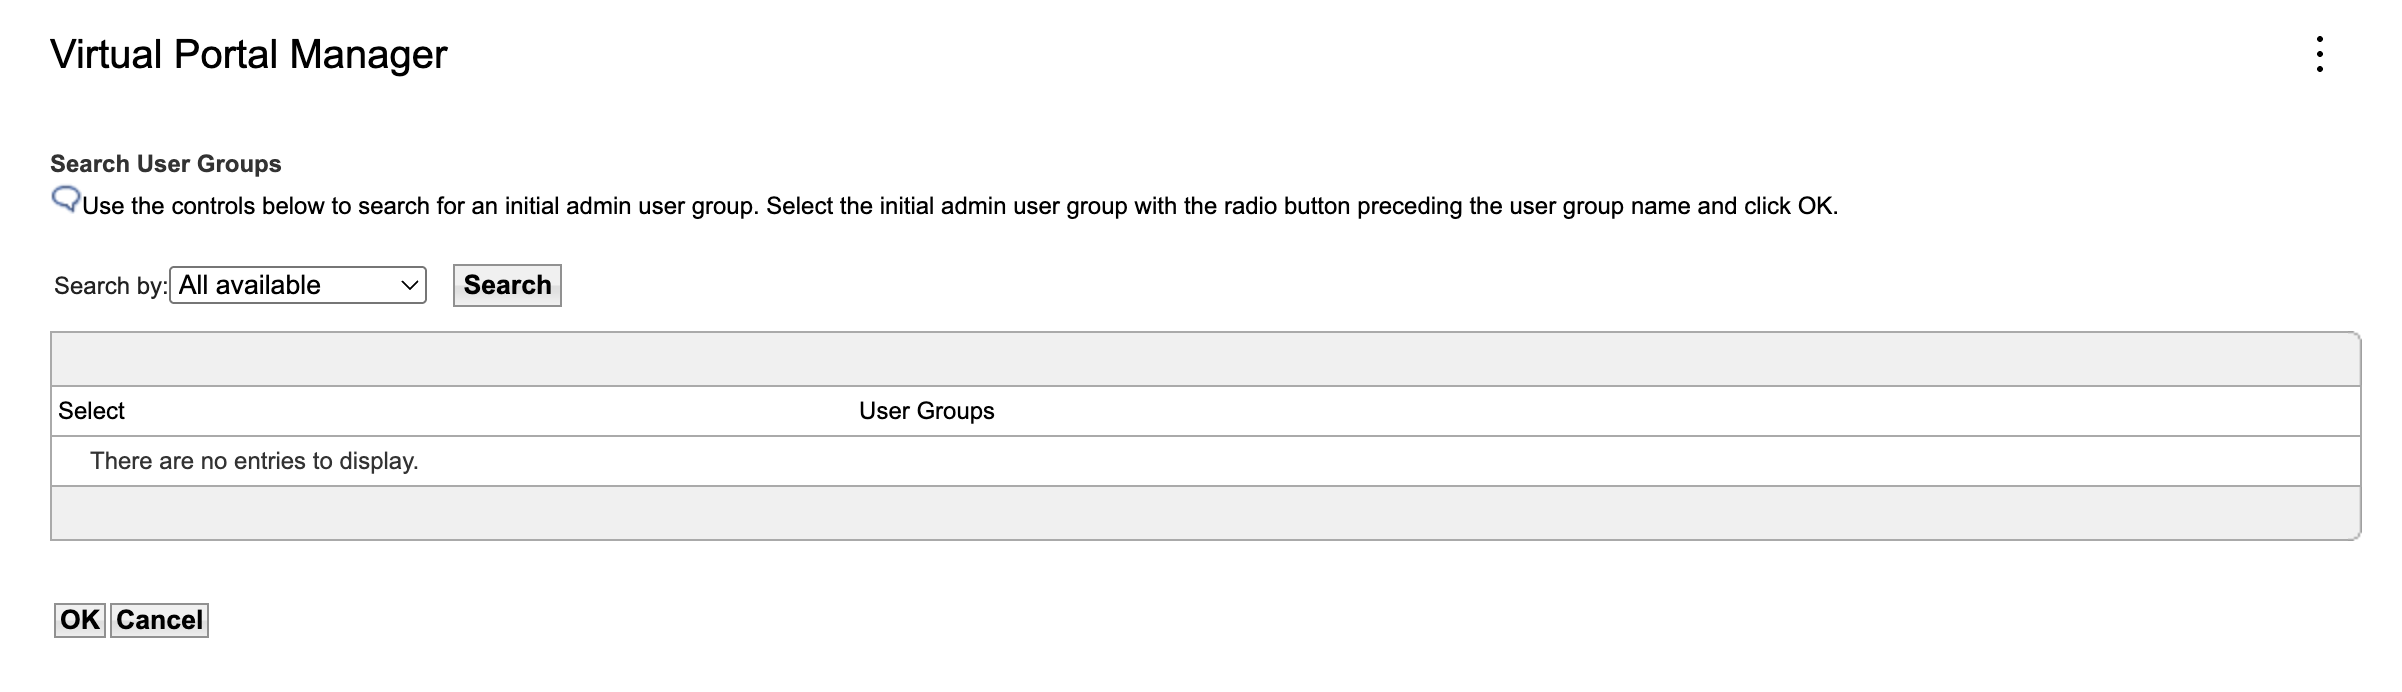 Virtual Portal Manager
Search User Groups
Use the controls below to search for an initial admin user group. Select the initial admin user group with the radio button preceding the user group name and click OK.
Search by: All available Search
Select User Groups
There are no entries to display.
OK Cancel